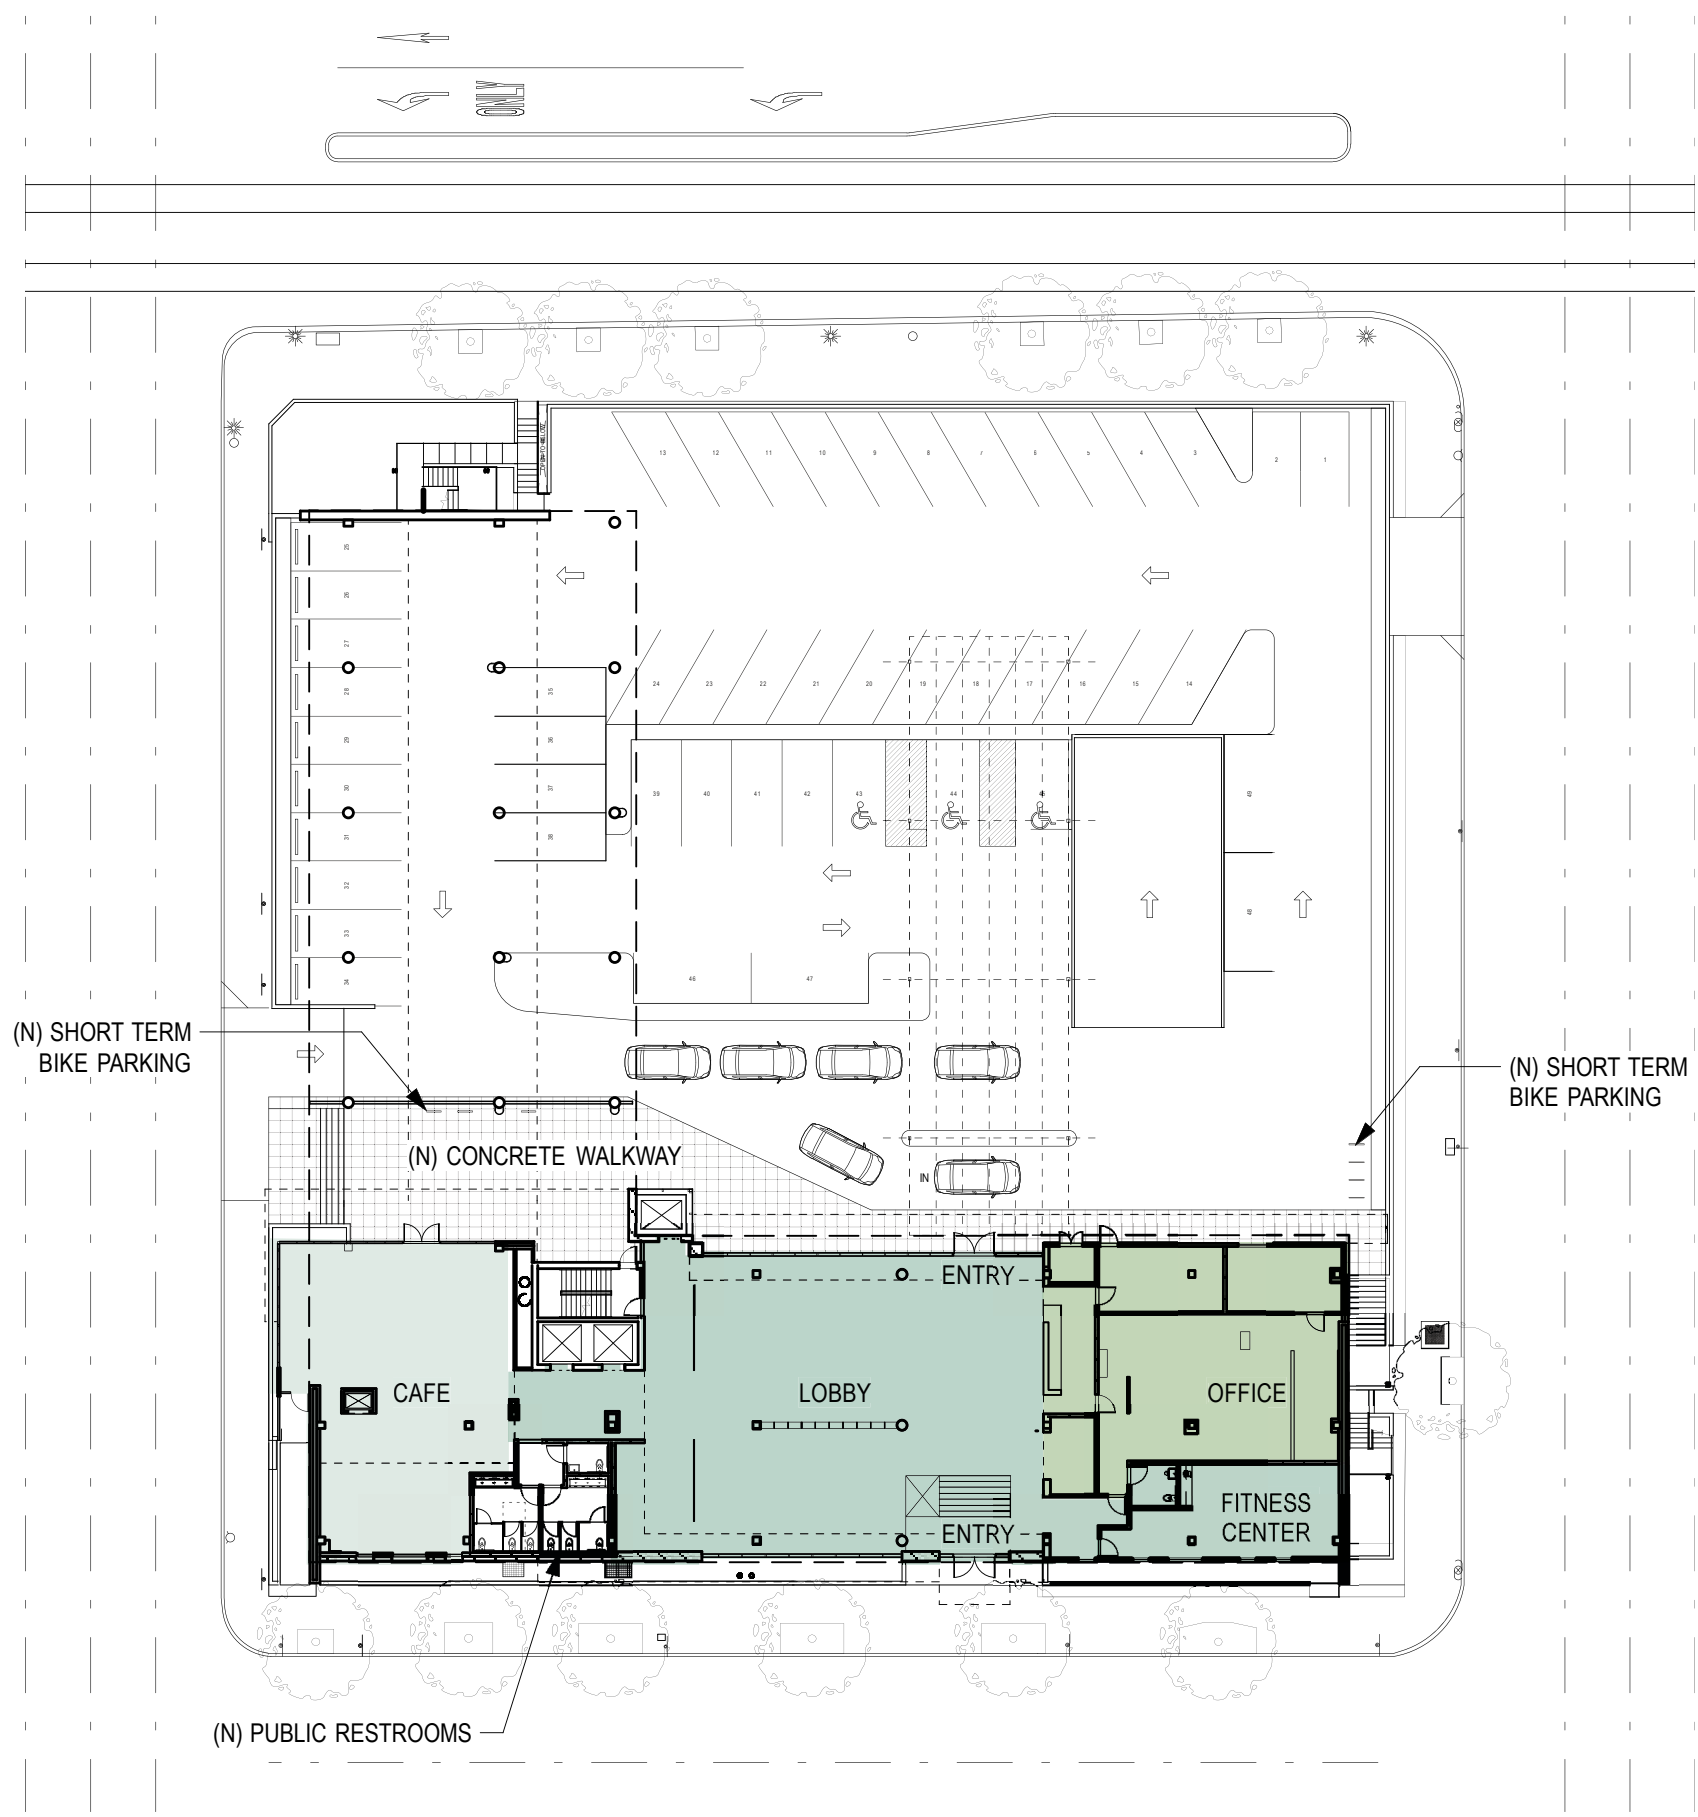 ONLY
13 12 11 10 9 8 7 6 5 4 3 2 1
25
26
27
28
29
30
31
32
33
34
35
36
37
38
24 23 22 21 20 19 18 17 16 15 14
39 40 41 42 43 44 45
49
48
46 47
(N) SHORT TERM
BIKE PARKING
(N) SHORT TERM
BIKE PARKING
(N) CONCRETE WALKWAY
IN
ENTRY
CAFE
LOBBY
OFFICE
FITNESS
CENTER
ENTRY
(N) PUBLIC RESTROOMS